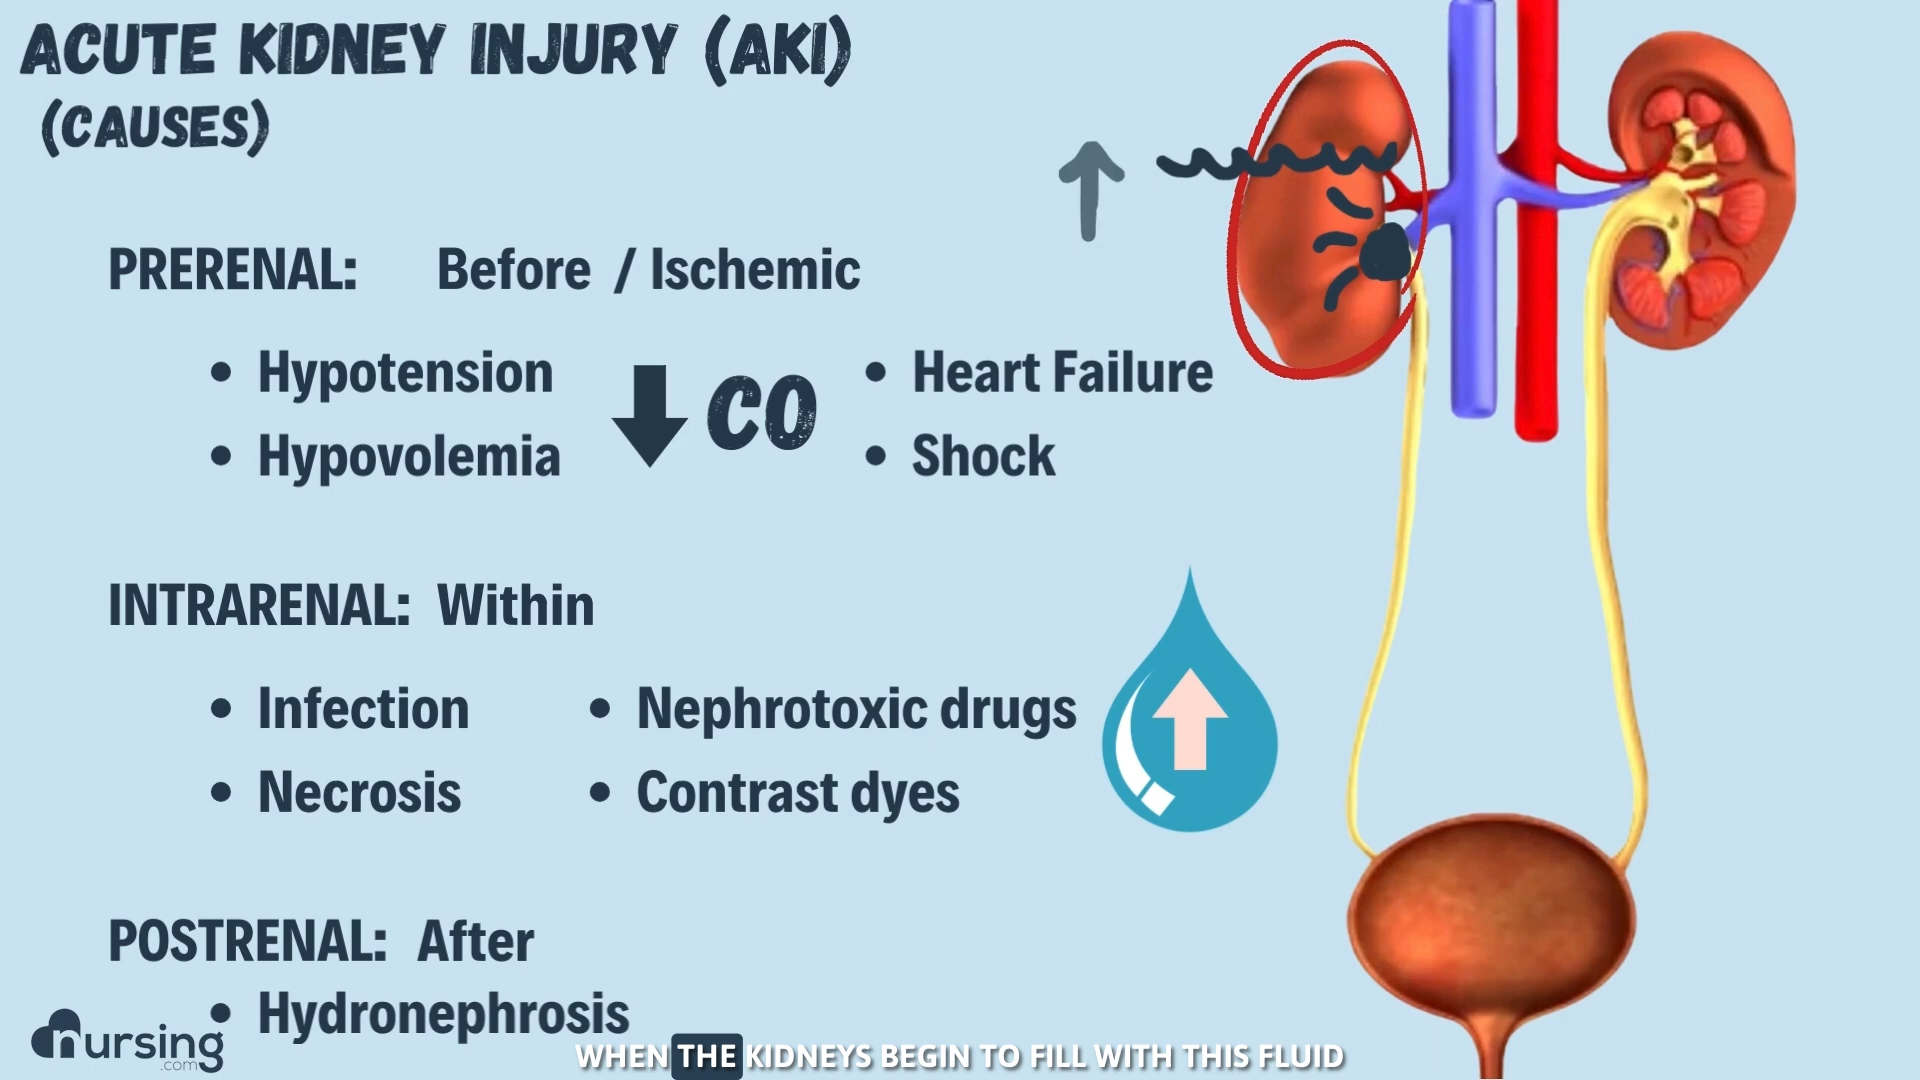 ACUTE KIDNEY INJURY (AKI)
(CAUSES)
PRERENAL: Before / Ischemic
• Hypotension
• Hypovolemia
CO
• Heart Failure
• Shock
INTRARENAL: Within
• Infection
• Necrosis
• Nephrotoxic drugs
• Contrast dyes
POSTRENAL: After
• Hydronephrosis
nursing
.com
WHEN THE KIDNEYS BEGIN TO FILL WITH THIS FLUID